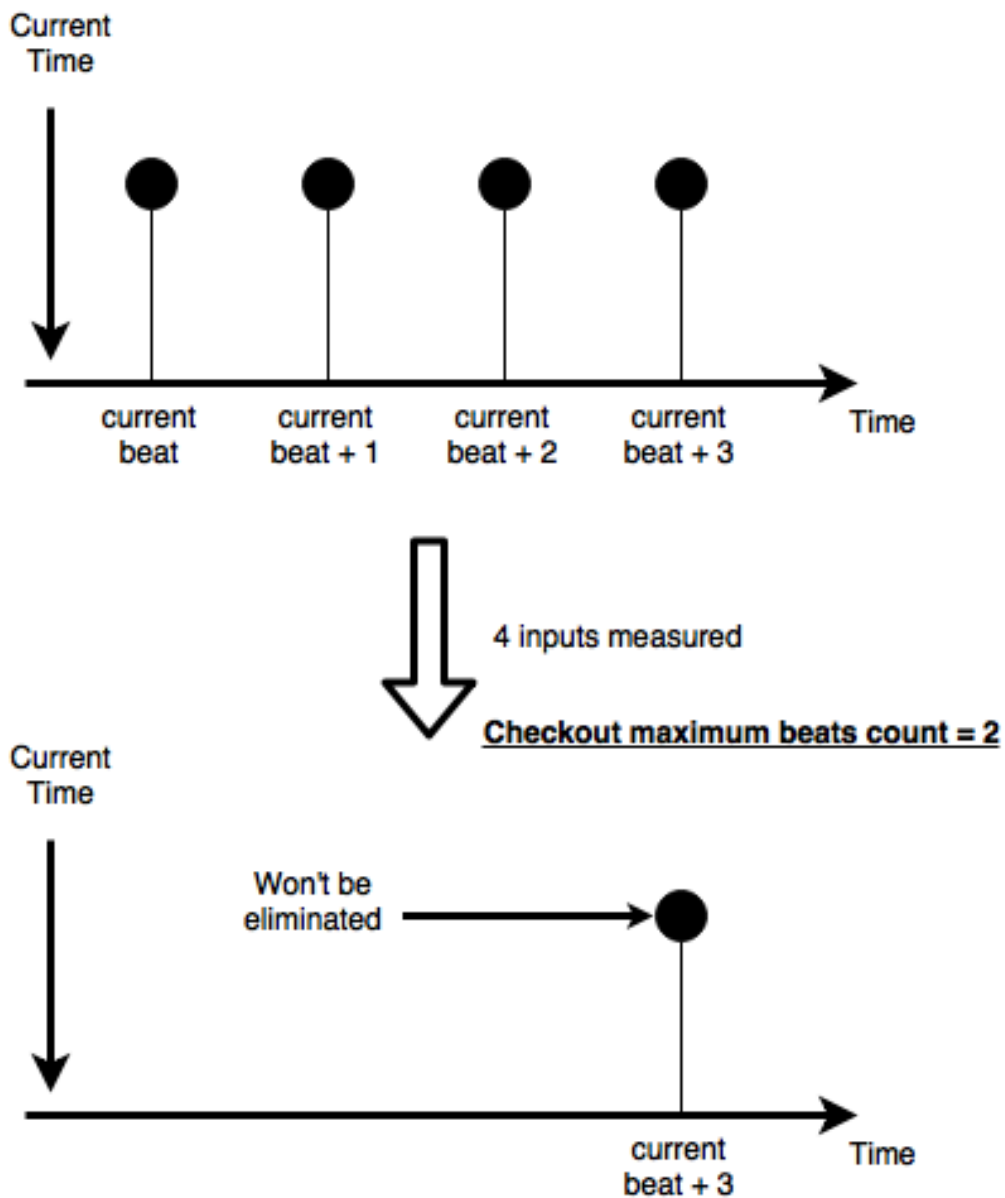 Current
Time
current
beat
current
beat + 1
current
beat + 2
current
beat + 3
Time
4 inputs measured
Checkout maximum beats count = 2
Current
Time
Won't be
eliminated
current
beat + 3
Time